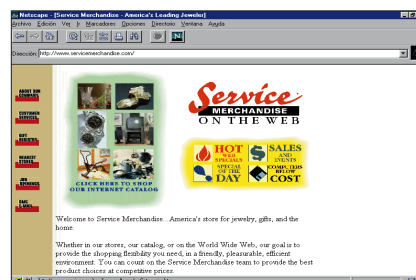 Netscape - [Service Merchandise - America's Leading Jeweler]
Archivo Edición Ver Ir Marcadores Opciones Directorio Ventana Ayuda
Dirección: http://www.servicemerchandise.com/
ABOUT OUR
COMPANY
CUSTOMER
SERVICES
GIFT
REGISTRY
NEAREST
STORES
JOB
REFERENCE
CLICK HERE TO SHOP
OUR INTERNET CATALOG
Service
MERCHANDISE
ON THE WEB
HOT
WEB
SPECIALS
SALES
AND
EVENTS
SPECIAL
OF THE
DAY
COMPUTERS
BELOW
COST
Welcome to Service Merchandise... America's store for jewelry, gifts, and the
home.
Whether in our stores, our catalog, or on the World Wide Web, our goal is to
provide the shopping flexibility you need, in a friendly, pleasurable, efficient
environment. You can count on the Service Merchandise team to provide the best
product choices at competitive prices.